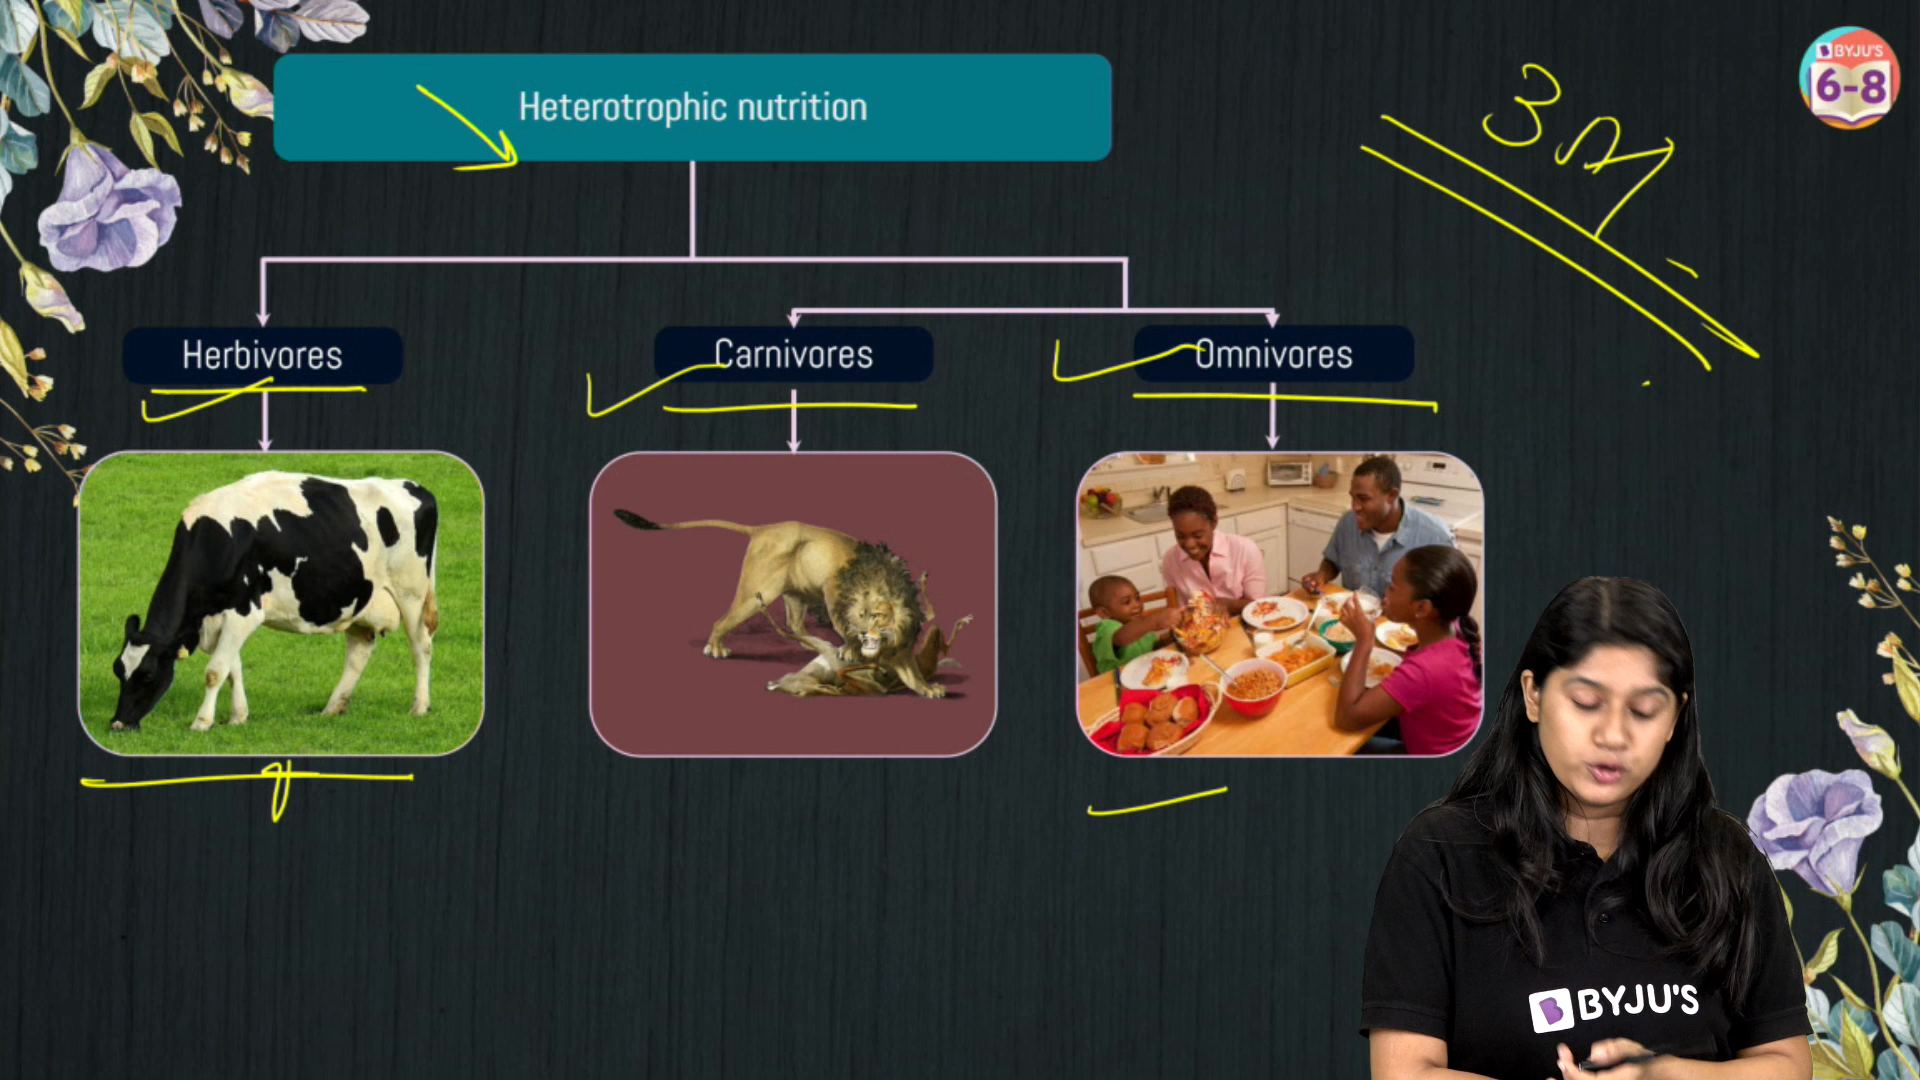 Heterotrophic nutrition
3M
BYJU'S
6-8
Herbivores
Carnivores
Omnivores
BYJU'S